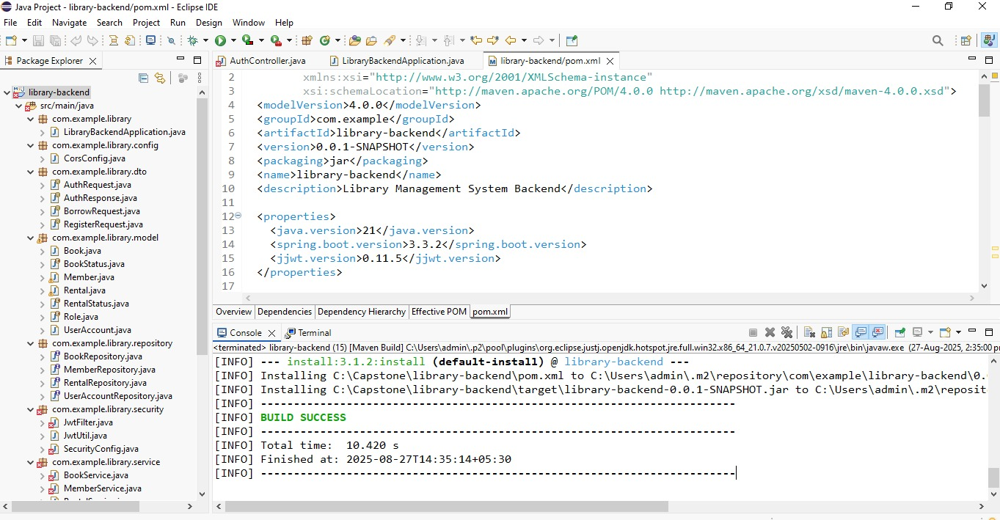 Java Project - library-backend/pom.xml - Eclipse IDE
File Edit Navigate Search Project Run Design Window Help
Package Explorer
library-backend
src/main/java
com.example.library
LibraryBackendApplication.java
com.example.library.config
CorsConfig.java
com.example.library.dto
AuthRequest.java
AuthResponse.java
BorrowRequest.java
RegisterRequest.java
com.example.library.model
Book.java
BookStatus.java
Member.java
Rental.java
RentalStatus.java
Role.java
UserAccount.java
com.example.library.repository
BookRepository.java
MemberRepository.java
RentalRepository.java
UserAccountRepository.java
com.example.library.security
JwtFilter.java
JwtUtil.java
SecurityConfig.java
com.example.library.service
BookService.java
MemberService.java
AuthController.java LibraryBackendApplication.java library-backend/pom.xml
2 xmlns:xsi="http://www.w3.org/2001/XMLSchema-instance"
3 xsi:schemaLocation="http://maven.apache.org/POM/4.0.0 http://maven.apache.org/xsd/maven-4.0.0.xsd">
4 <modelVersion>4.0.0</modelVersion>
5 <groupId>com.example</groupId>
6 <artifactId>library-backend</artifactId>
7 <version>0.0.1-SNAPSHOT</version>
8 <packaging>jar</packaging>
9 <name>library-backend</name>
10 <description>Library Management System Backend</description>
11
12 <properties>
13 <java.version>21</java.version>
14 <spring.boot.version>3.3.2</spring.boot.version>
15 <jjwt.version>0.11.5</jjwt.version>
16 </properties>
17
Overview Dependencies Dependency Hierarchy Effective POM pom.xml
Console Terminal
<terminated> library-backend (15) [Maven Build] C:\Users\admin\.p2\pool\plugins\org.eclipse.justj.openjdk.hotspot.jre.full.win32.x86_64_21.0.7.v20250502-0916\jre\bin\javaw.exe (27-Aug-2025, 2:35:00 pm
[INFO] --- install:3.1.2:install (default-install) @ library-backend ---
[INFO] Installing C:\Capstone\library-backend\pom.xml to C:\Users\admin\.m2\repository\com\example\library-backend\0.
[INFO] Installing C:\Capstone\library-backend\target\library-backend-0.0.1-SNAPSHOT.jar to C:\Users\admin\.m2\reposit
[INFO] ------------------------------------------------------------------------
[INFO] BUILD SUCCESS
[INFO] ------------------------------------------------------------------------
[INFO] Total time:  10.420 s
[INFO] Finished at: 2025-08-27T14:35:14+05:30
[INFO] ------------------------------------------------------------------------